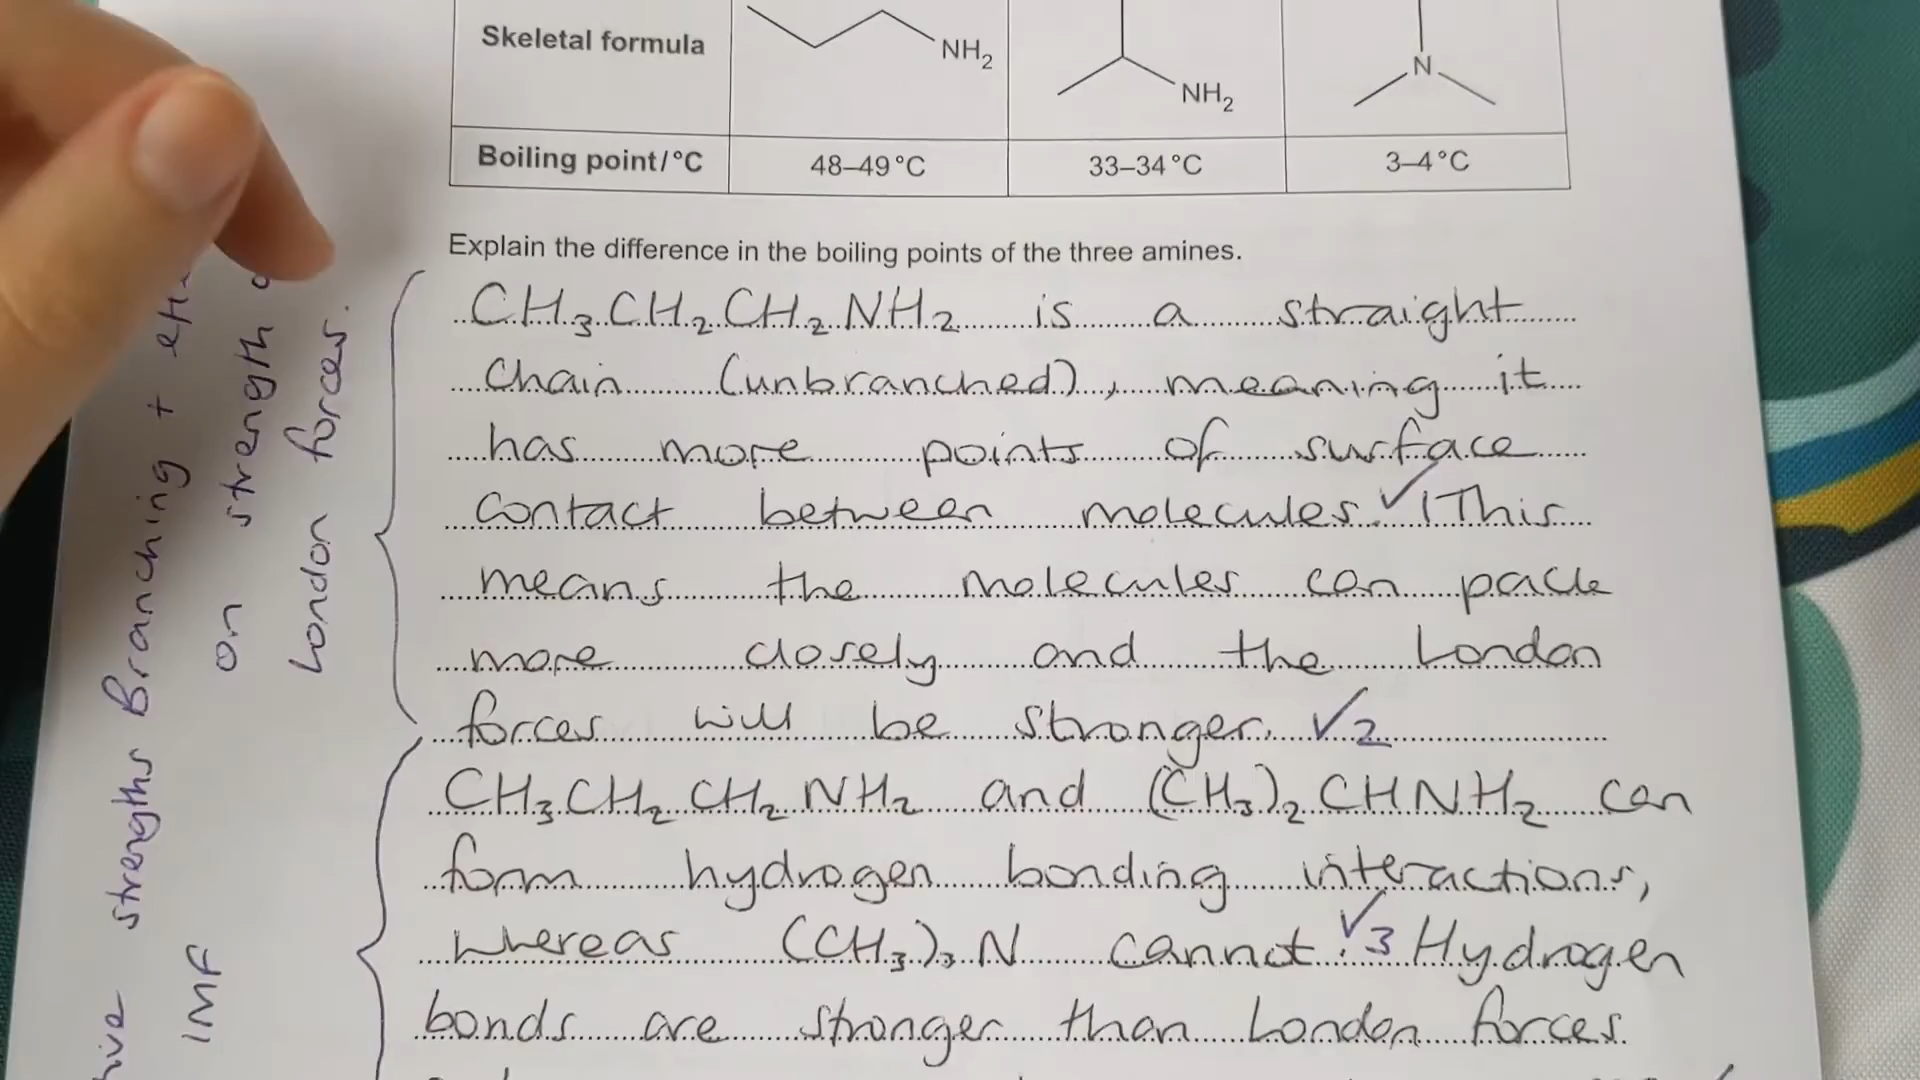 Skeletal formula
NH2
NH2
N
Boiling point/°C 48–49°C 33–34°C 3–4°C
Explain the difference in the boiling points of the three amines.
CH3CH2CH2NH2 is a straight
chain (unbranched), meaning it
has more points of surface
contact between molecules. ✓1 This
means the molecules can pack
more closely and the London
forces will be stronger. ✓2
CH3CH2CH2NH2 and (CH3)2CHNH2 can
form hydrogen bonding interactions,
whereas (CH3)3N cannot. ✓3 Hydrogen
bonds are stronger than London forces.
Branching +
on strength
London forces.
strengths
IMF